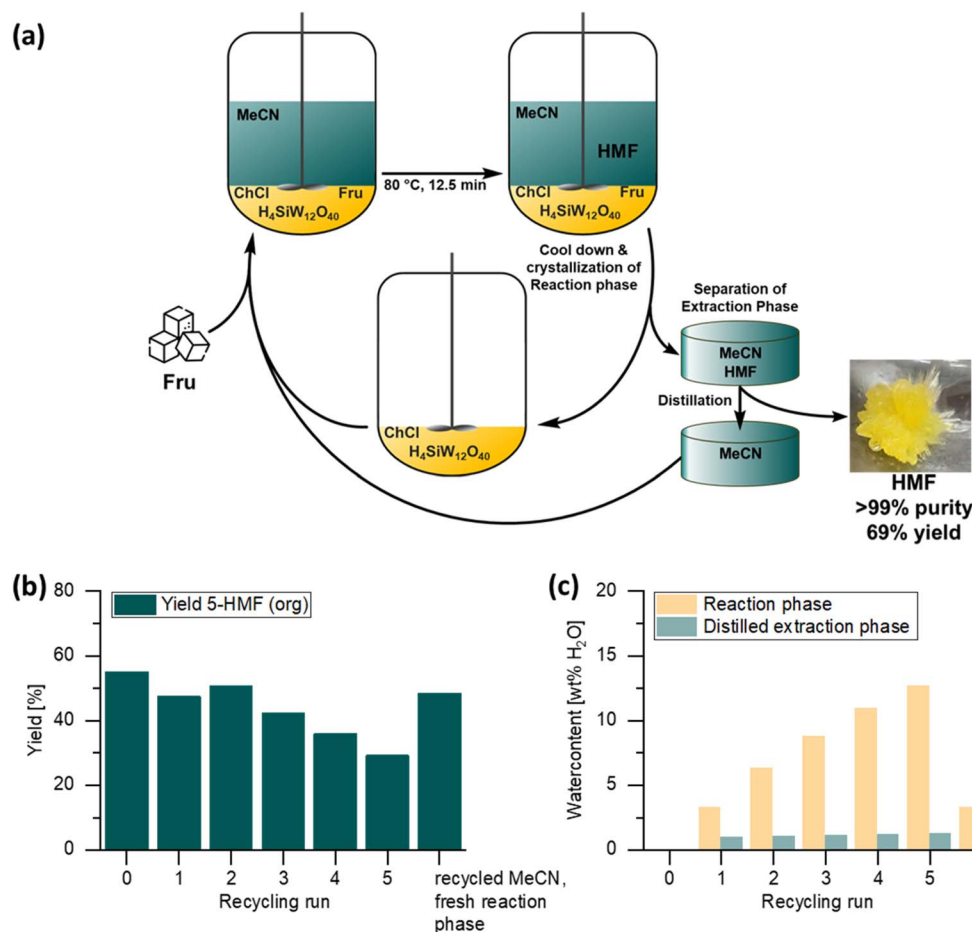 (a)
MeCN
ChCl
Fru
H₄SiW₁₂O₄₀
80 °C, 12.5 min
MeCN
HMF
ChCl
Fru
H₄SiW₁₂O₄₀
Cool down &
crystallization of
Reaction phase
Separation of
Extraction Phase
MeCN
HMF
Distillation
MeCN
HMF
>99% purity
69% yield
Fru
ChCl
H₄SiW₁₂O₄₀
(b)
80
60
40
20
0
Yield [%]
Yield 5-HMF (org)
0 1 2 3 4 5
recycled MeCN,
fresh reaction
phase
Recycling run
(c)
20
15
10
5
0
Watercontent [wt% H₂O]
Reaction phase
Distilled extraction phase
1 2 3 4 5
Recycling run